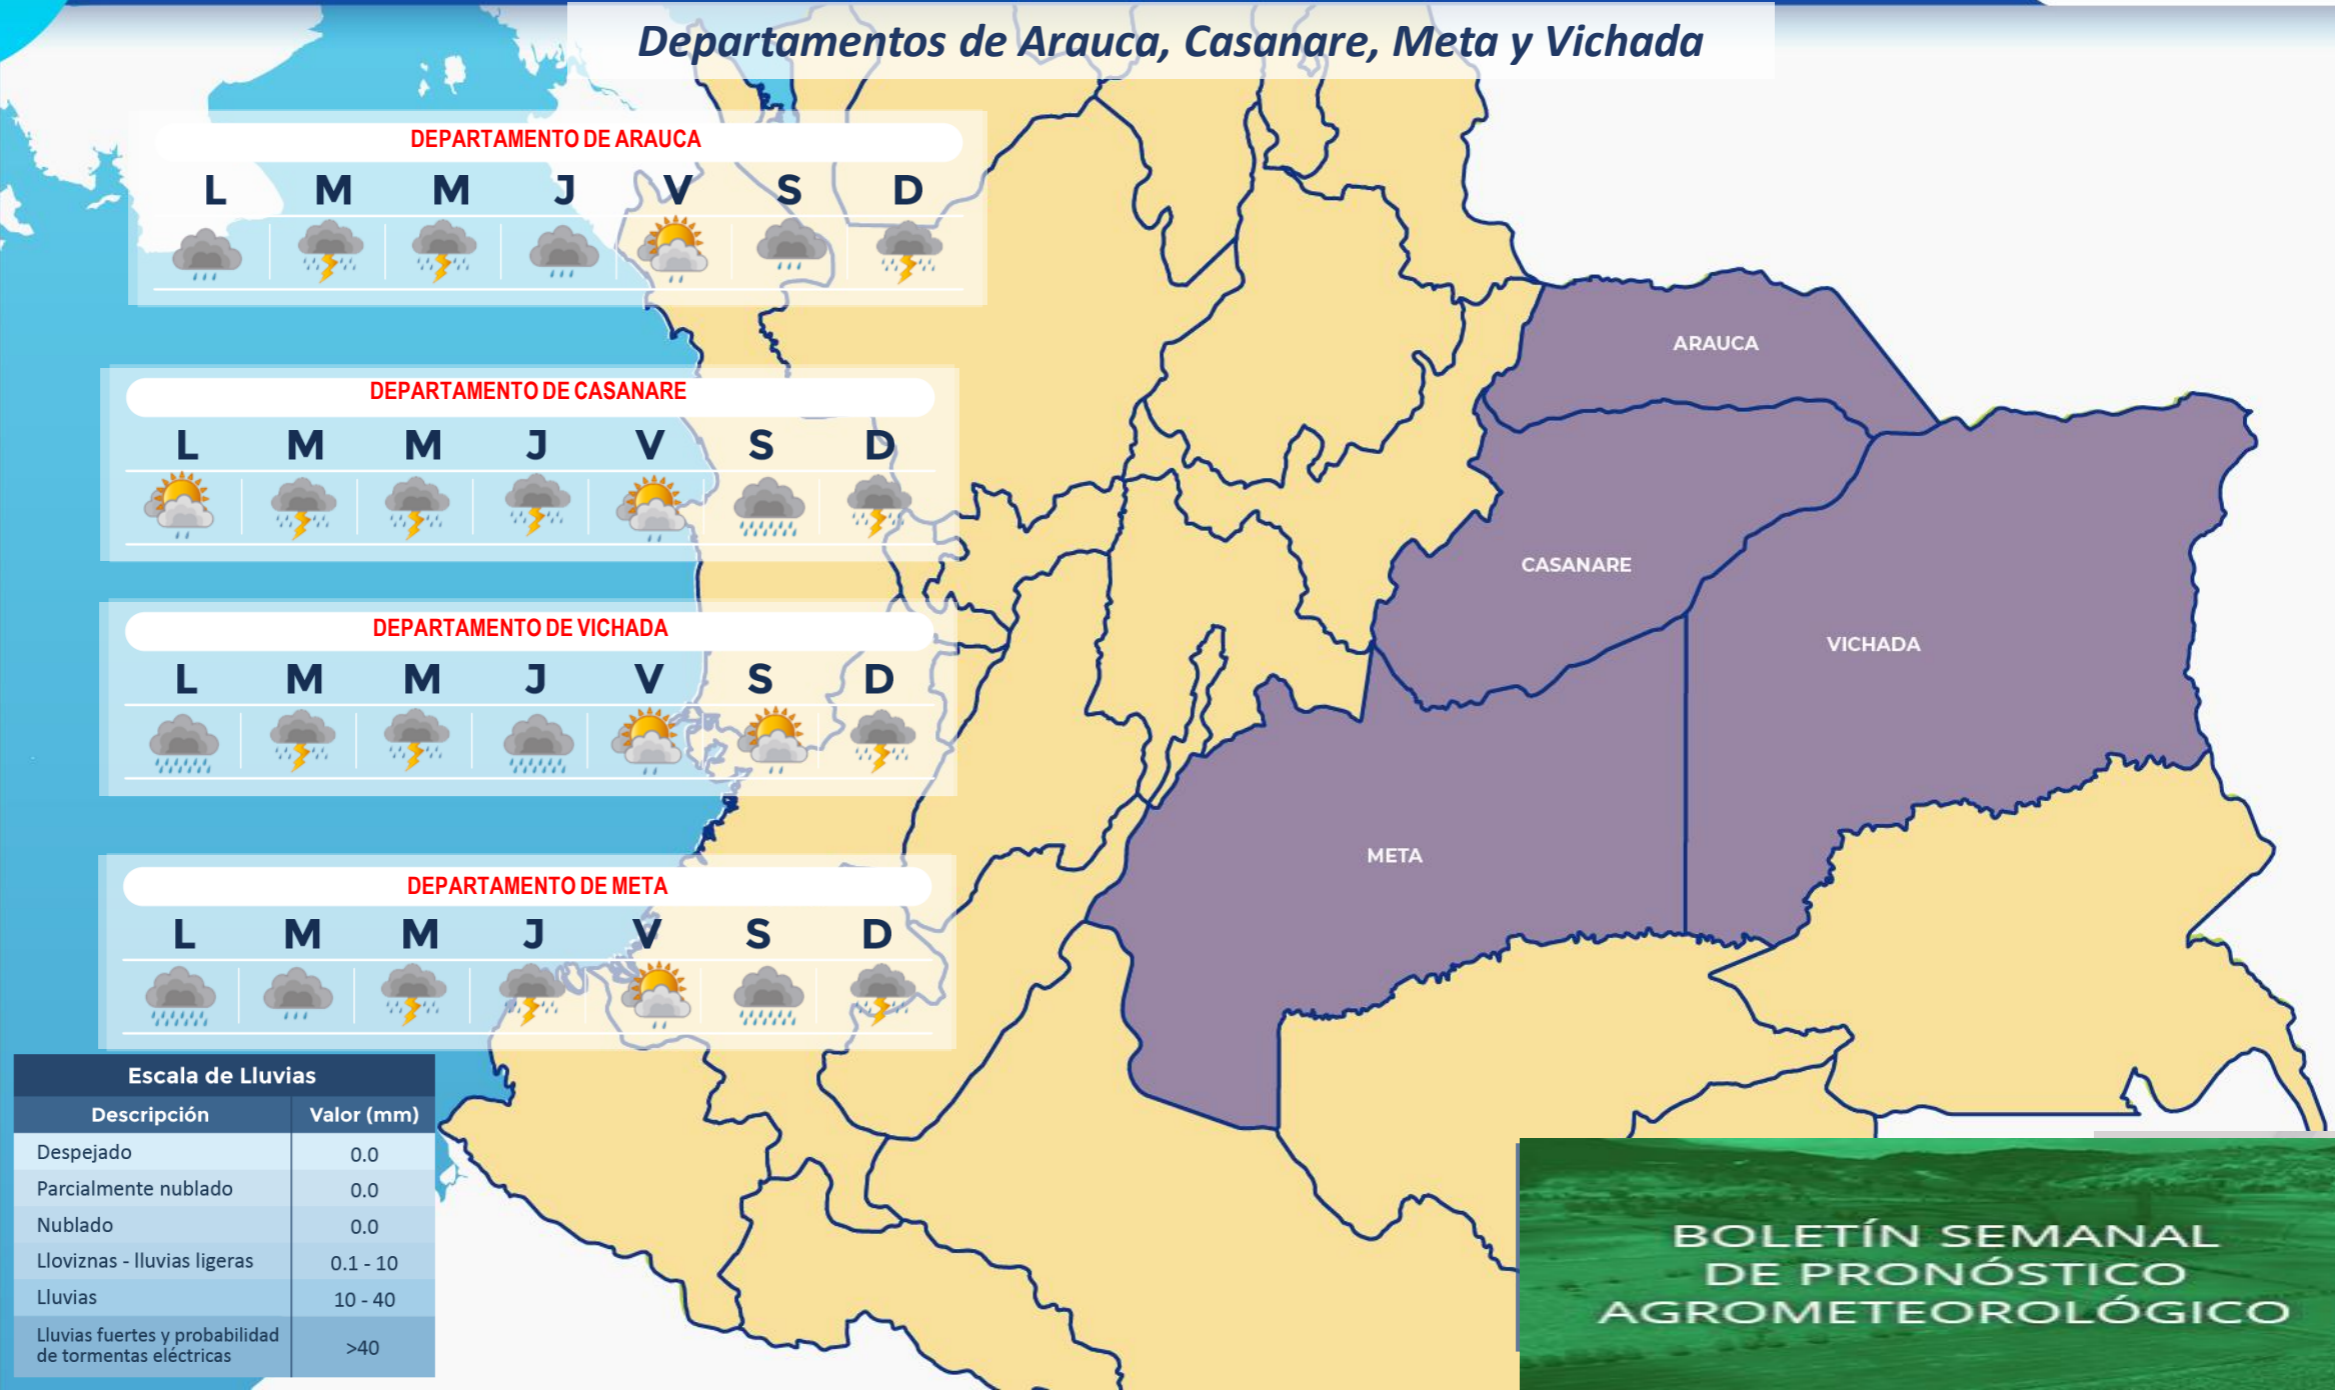 Departamentos de Arauca, Casanare, Meta y Vichada
DEPARTAMENTO DE ARAUCA
L M M J V S D
DEPARTAMENTO DE CASANARE
L M M J V S D
DEPARTAMENTO DE VICHADA
L M M J V S D
DEPARTAMENTO DE META
L M M J V S D
ARAUCA
CASANARE
VICHADA
META
Escala de Lluvias
Descripción Valor (mm)
Despejado 0.0
Parcialmente nublado 0.0
Nublado 0.0
Lloviznas - lluvias ligeras 0.1 - 10
Lluvias 10 - 40
Lluvias fuertes y probabilidad
de tormentas eléctricas >40
BOLETÍN SEMANAL
DE PRONÓSTICO
AGROMETEOROLÓGICO